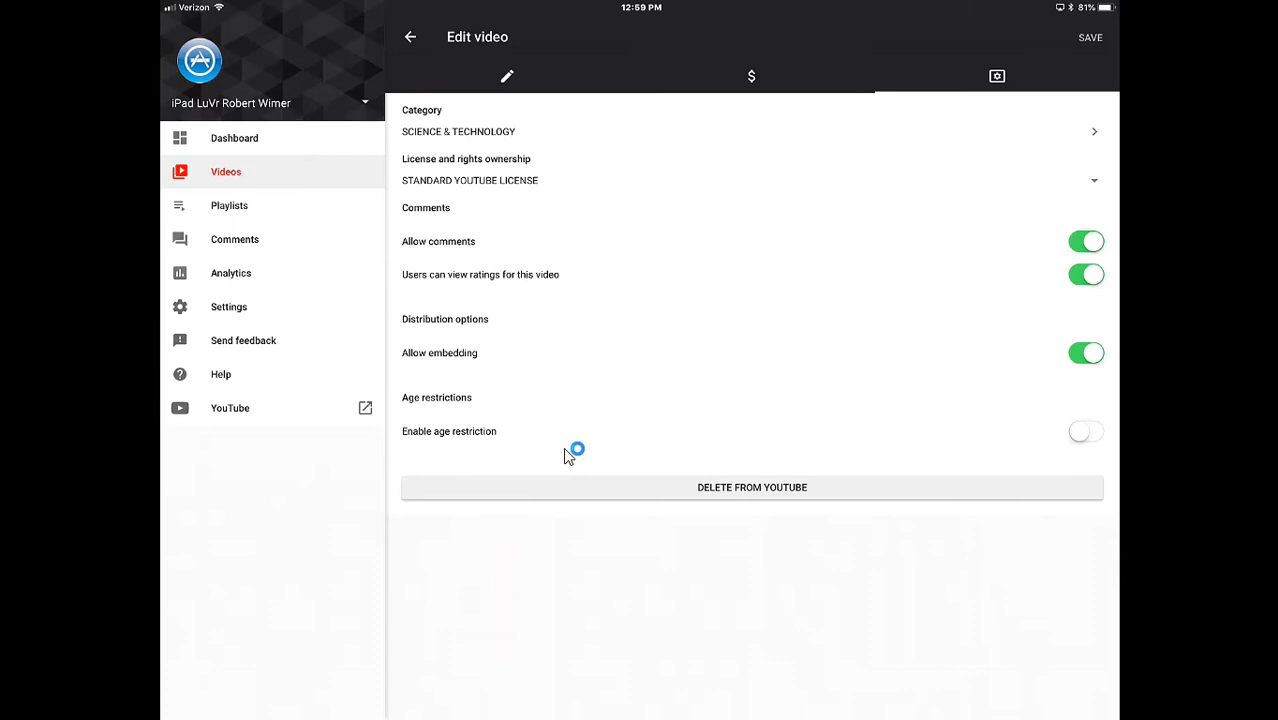 Verizon 12:59 PM 81%
Edit video
SAVE
$
iPad LuVr Robert Wimer
Dashboard
Videos
Playlists
Comments
Analytics
Settings
Send feedback
Help
YouTube
Category
SCIENCE & TECHNOLOGY
License and rights ownership
STANDARD YOUTUBE LICENSE
Comments
Allow comments
Users can view ratings for this video
Distribution options
Allow embedding
Age restrictions
Enable age restriction
DELETE FROM YOUTUBE